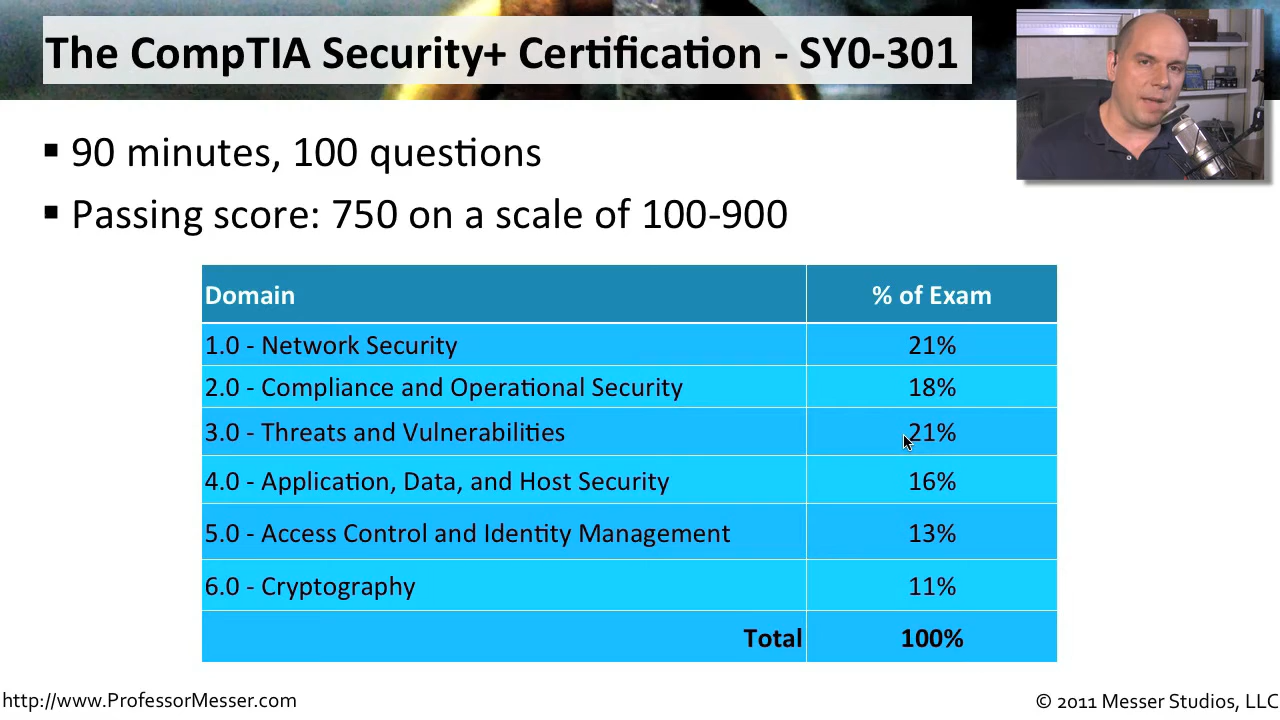 The CompTIA Security+ Certification - SY0-301
▪ 90 minutes, 100 questions
▪ Passing score: 750 on a scale of 100-900
Domain % of Exam
1.0 - Network Security 21%
2.0 - Compliance and Operational Security 18%
3.0 - Threats and Vulnerabilities 21%
4.0 - Application, Data, and Host Security 16%
5.0 - Access Control and Identity Management 13%
6.0 - Cryptography 11%
Total 100%
http://www.ProfessorMesser.com © 2011 Messer Studios, LLC